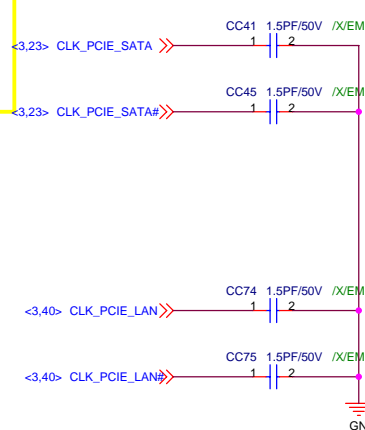 CC41 1.5PF/50V /X/EM
<3,23> CLK_PCIE_SATA 1 2
CC45 1.5PF/50V /X/EM
<3,23> CLK_PCIE_SATA# 1 2
CC74 1.5PF/50V /X/EM
<3,40> CLK_PCIE_LAN 1 2
CC75 1.5PF/50V /X/EM
<3,40> CLK_PCIE_LAN# 1 2
GN